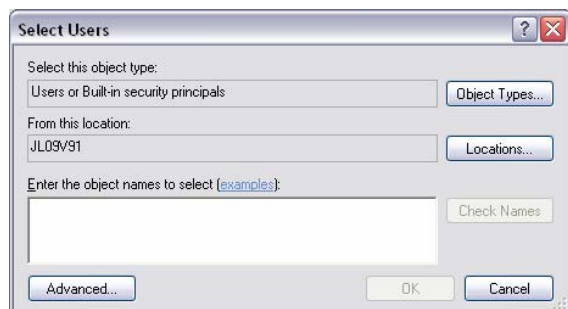 Select Users
Select this object type:
Users or Built-in security principals
Object Types...
From this location:
JL09V91
Locations...
Enter the object names to select (examples):
Check Names
Advanced...
OK
Cancel